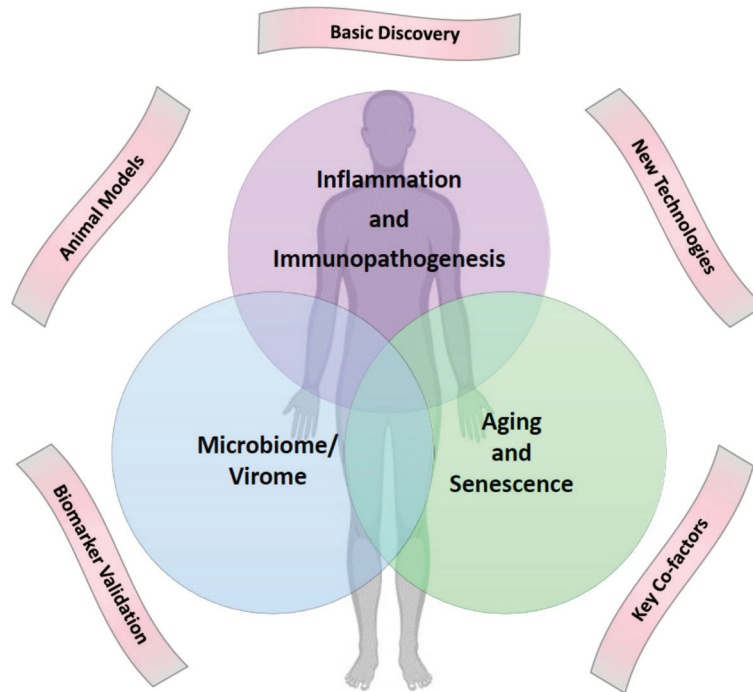 Basic Discovery
Animal Models
New Technologies
Inflammation
and
Immunopathogenesis
Microbiome/
Virome
Aging
and
Senescence
Biomarker Validation
Key Co-factors